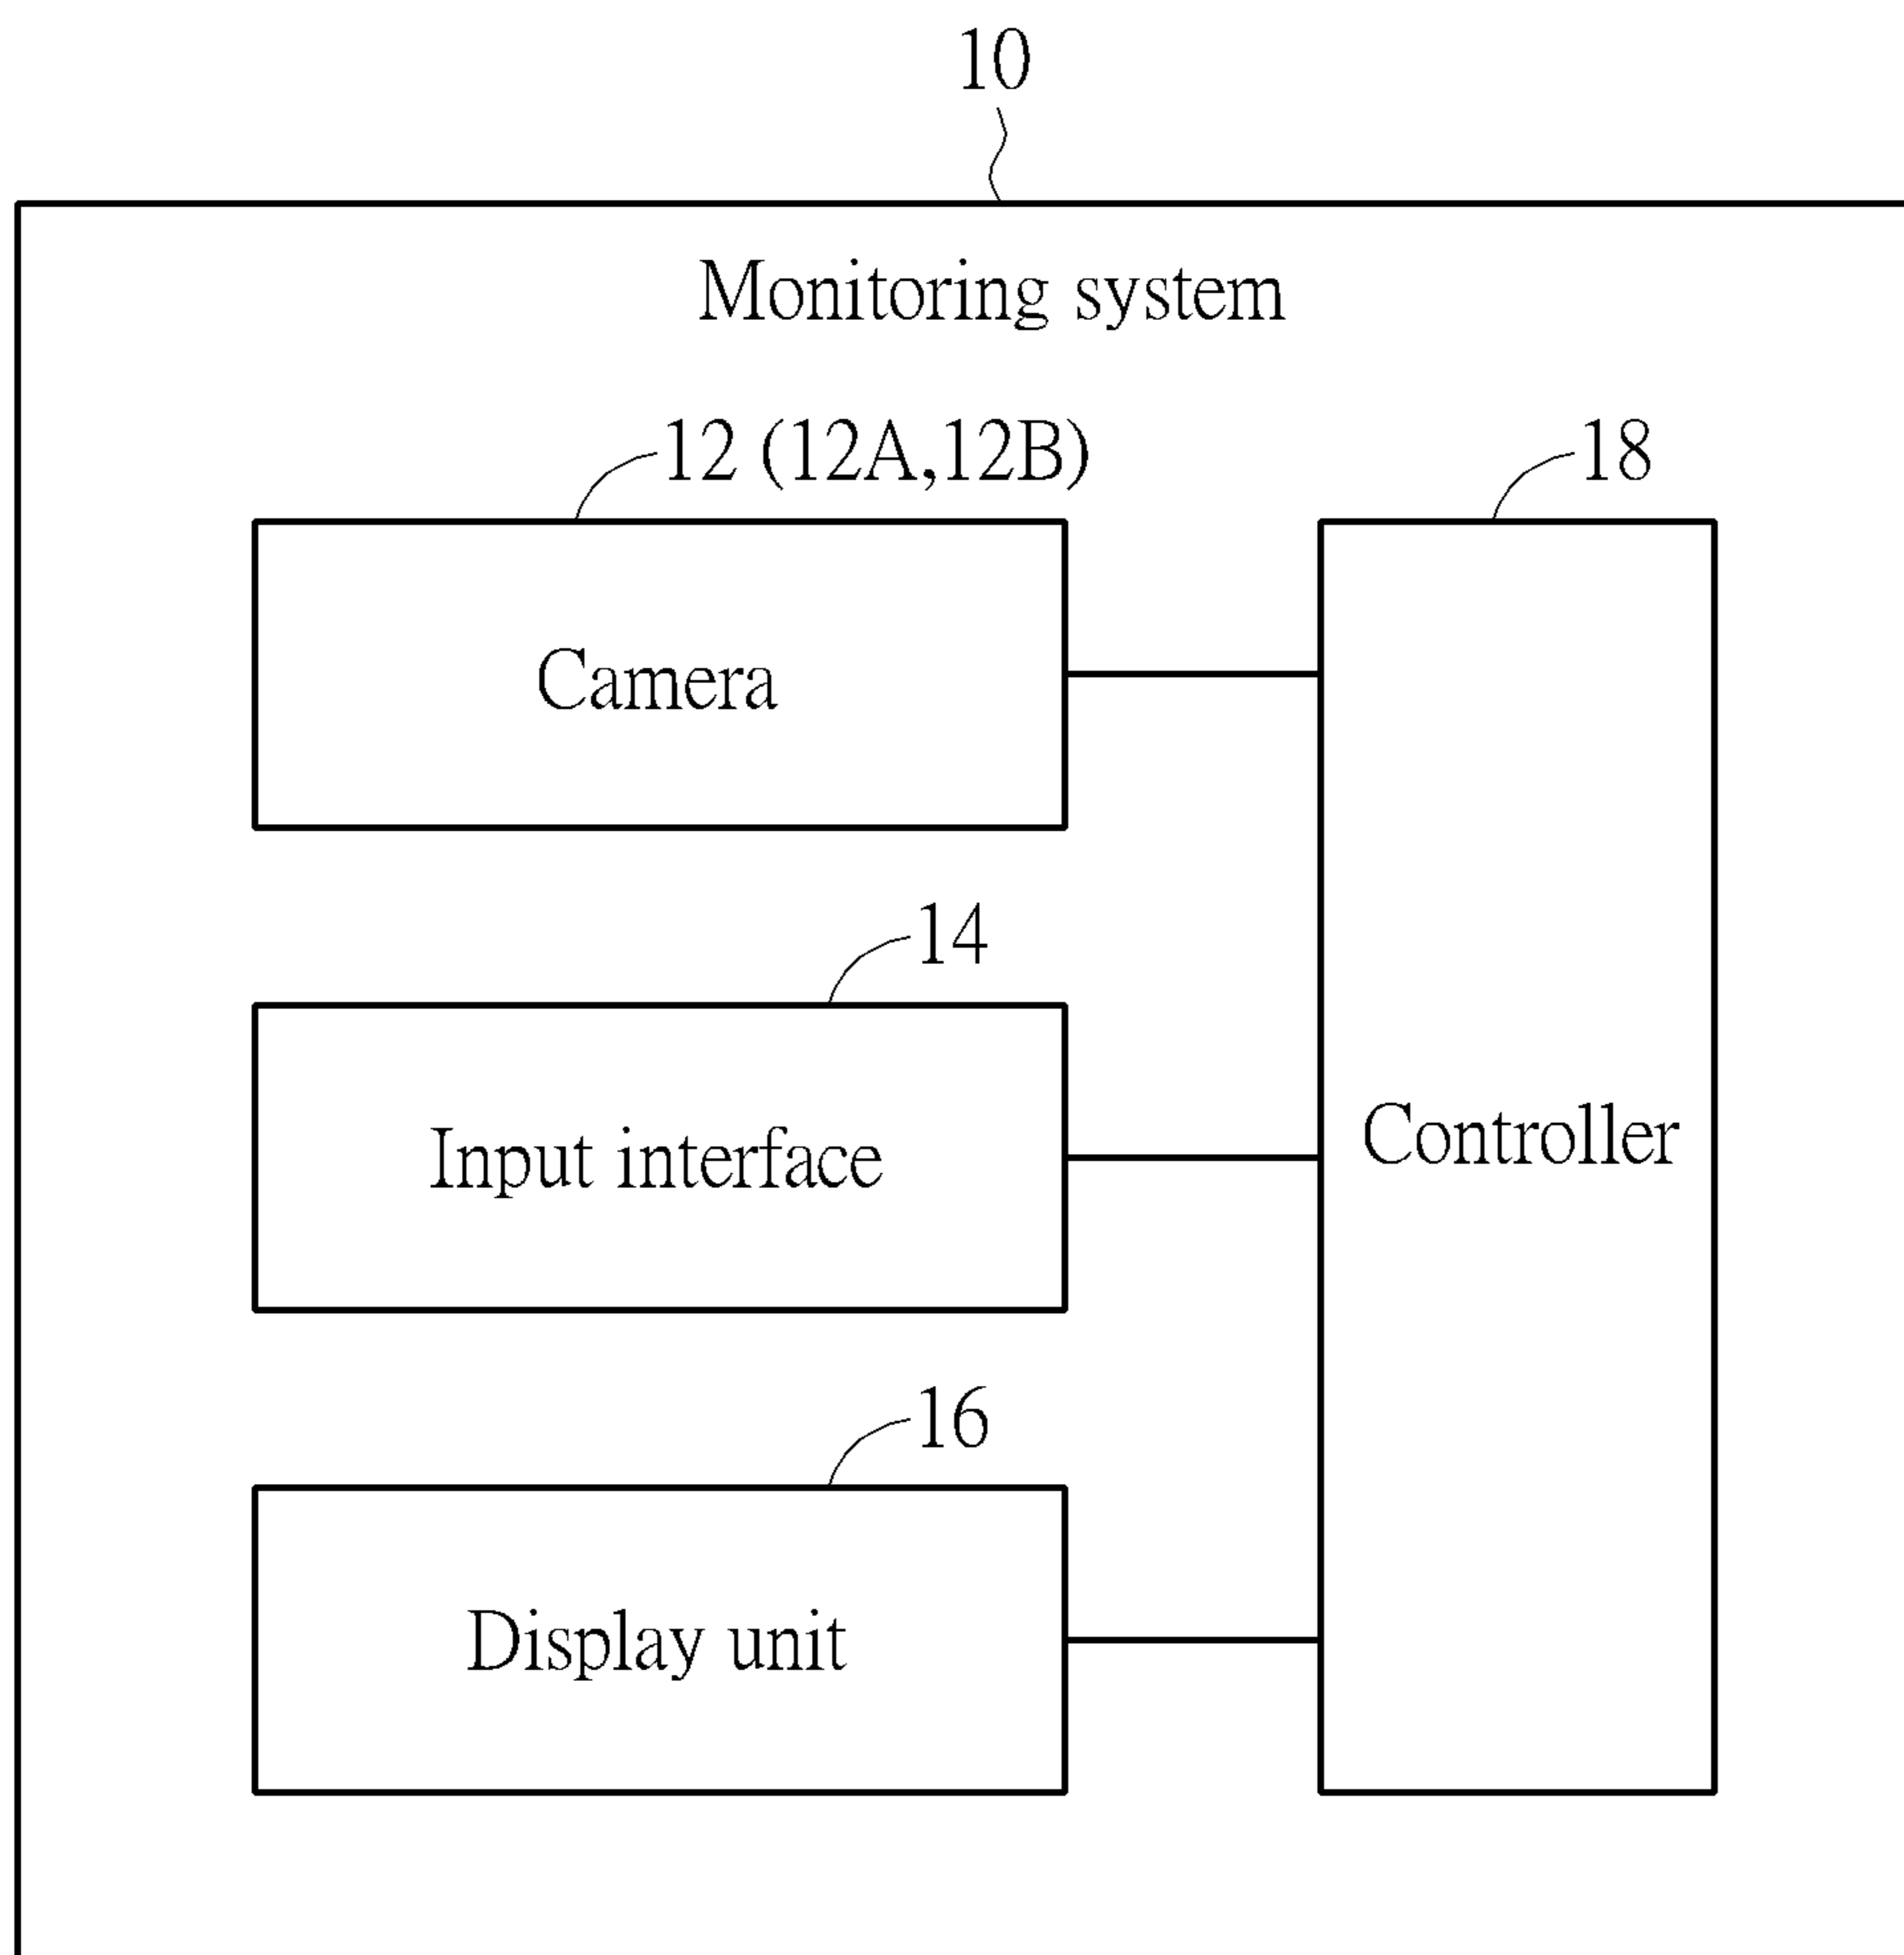 10
Monitoring system
12 (12A,12B)
18
Camera
14
Input interface
Controller
16
Display unit